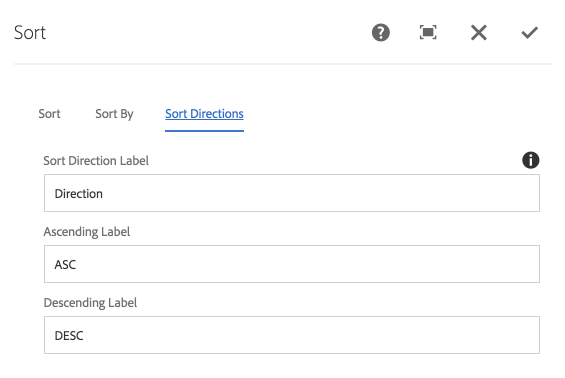 Sort
Sort Sort By Sort Directions
Sort Direction Label
Direction
Ascending Label
ASC
Descending Label
DESC